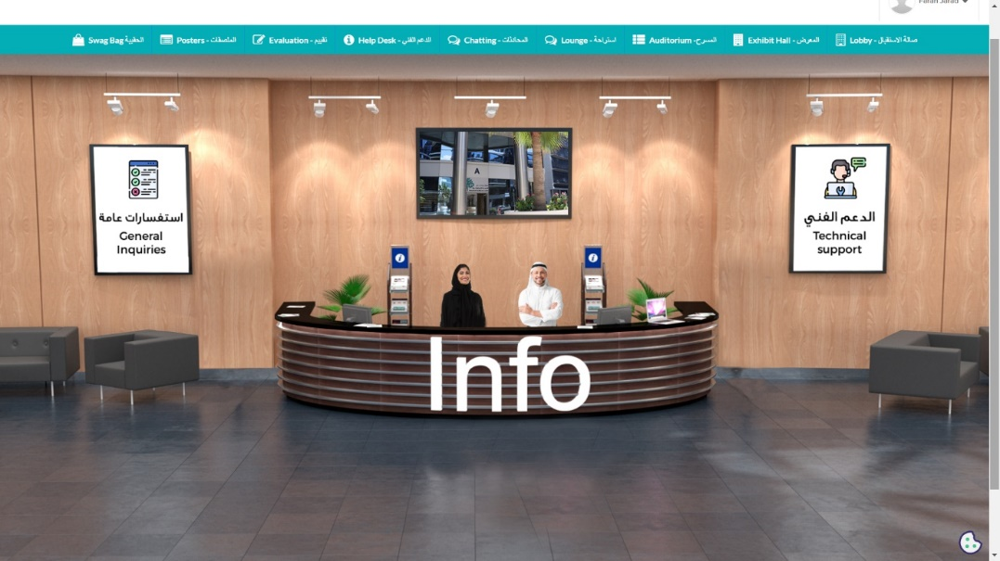 Farah Jarad
Swag Bag الحقيبة
Posters - الملصقات
Evaluation - تقييم
Help Desk - الدعم الفني
Chatting - المحادثات
Lounge - استراحة
Auditorium -المسرح
Exhibit Hall - المعرض
Lobby - صالة الاستقبال
A
استفسارات عامة
General
Inquiries
الدعم الفني
Technical
support
Info